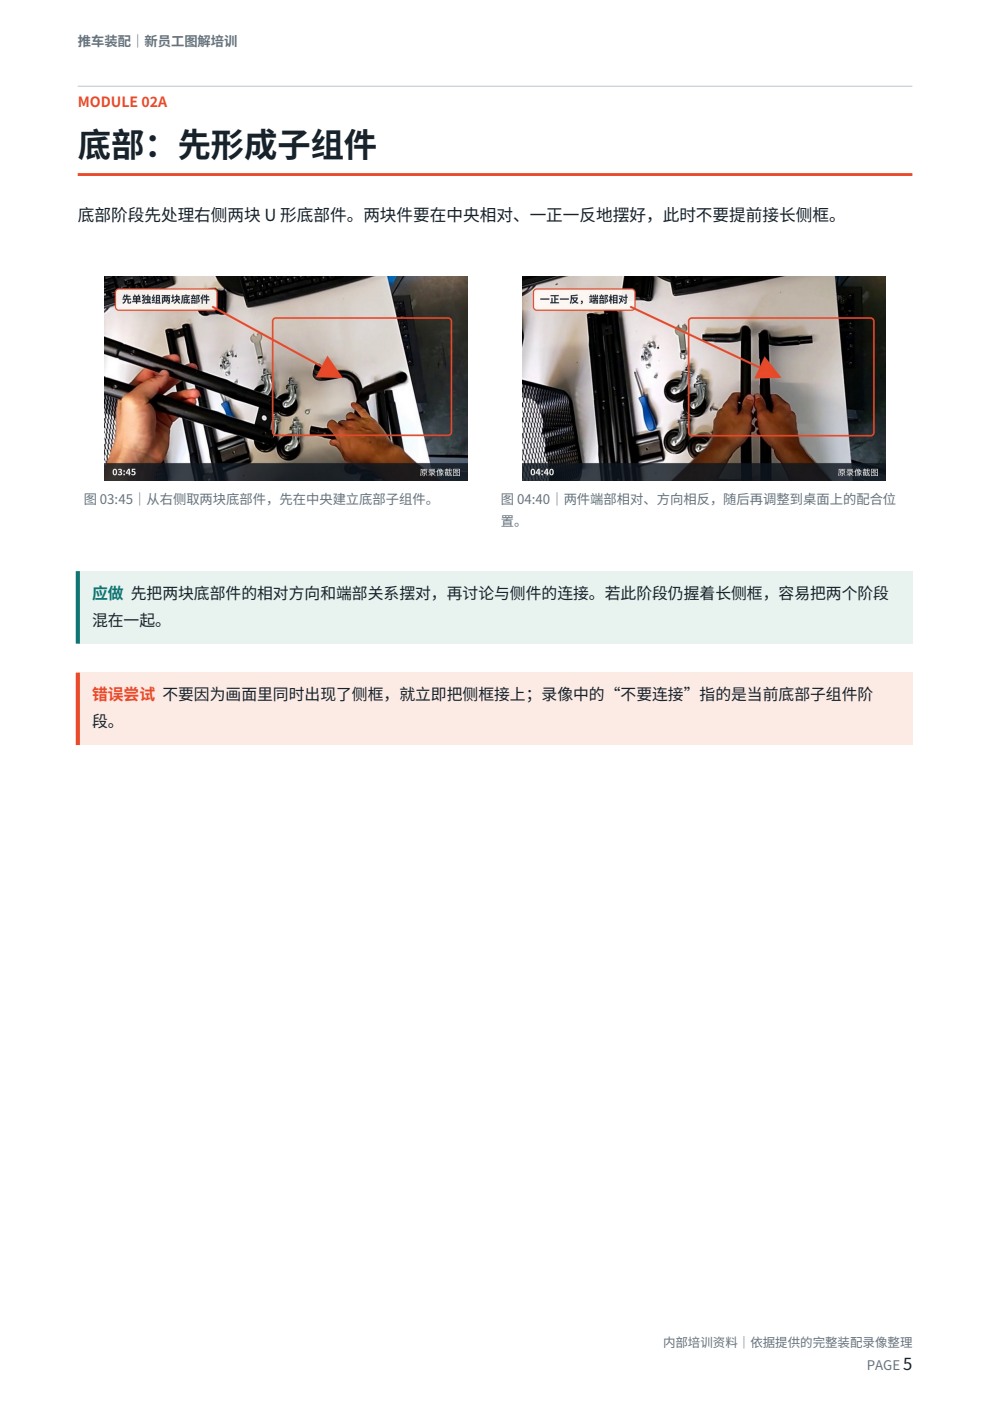 推车装配｜新员工图解培训
MODULE 02A
底部：先形成子组件
底部阶段先处理右侧两块 U 形底部件。两块件要在中央相对、一正一反地摆好，此时不要提前接长侧框。
先单独组两块底部件
03:45
原录像截图
一正一反，端部相对
04:40
原录像截图
图 03:45｜从右侧取两块底部件，先在中央建立底部子组件。
图 04:40｜两件端部相对、方向相反，随后再调整到桌面上的配合位
置。
应做 先把两块底部件的相对方向和端部关系摆对，再讨论与侧件的连接。若此阶段仍握着长侧框，容易把两个阶段
混在一起。
错误尝试 不要因为画面里同时出现了侧框，就立即把侧框接上；录像中的“不要连接”指的是当前底部子组件阶
段。
内部培训资料｜依据提供的完整装配录像整理
PAGE 5